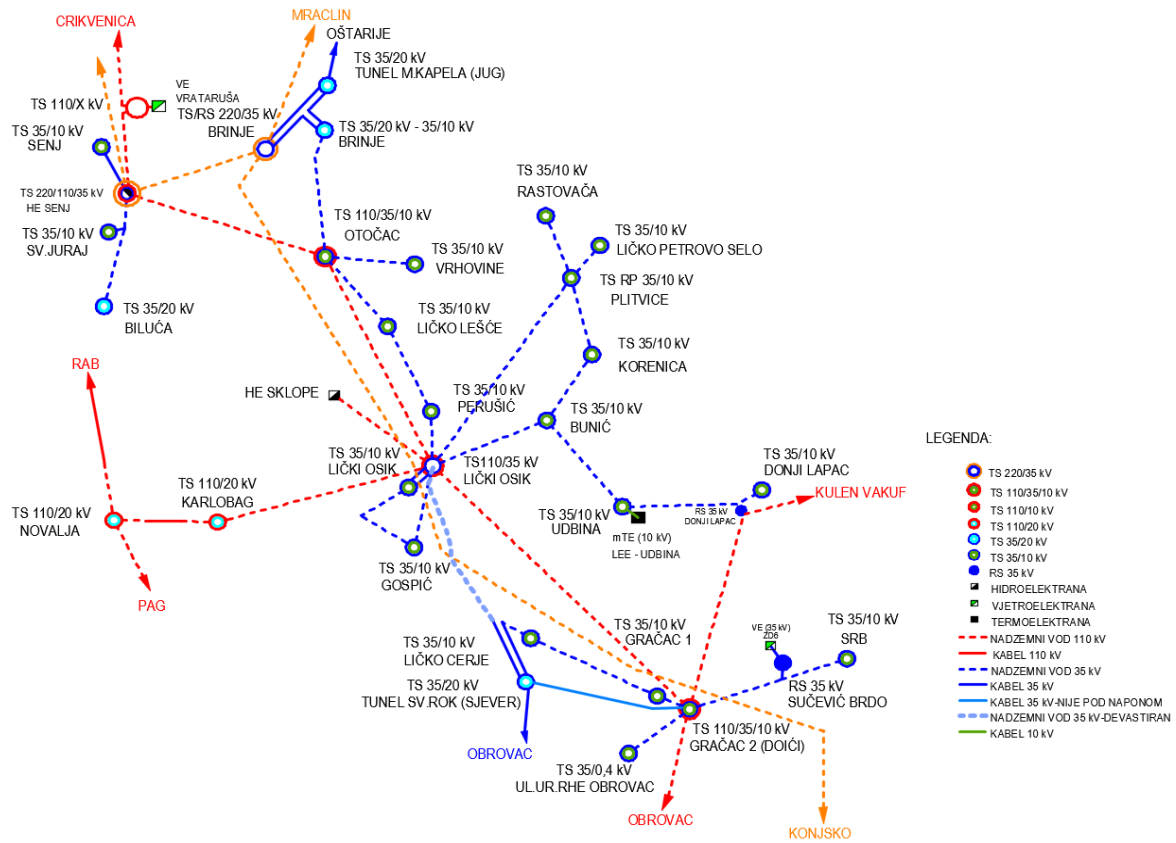 CRIKVENICA
MRACLIN
OŠTARIJE
TS 35/20 kV
TUNEL M.KAPELA (JUG)
VE
VRATARUŠA
TS 110/X kV
TS/RS 220/35 kV
BRINJE
TS 35/10 kV
SENJ
TS 35/20 kV - 35/10 kV
BRINJE
TS 220/110/35 kV
HE SENJ
TS 35/10 kV
SV.JURAJ
TS 35/20 kV
BILUĆA
TS 110/35/10 kV
OTOČAC
TS 35/10 kV
VRHOVINE
TS 35/10 kV
RASTOVAČA
TS 35/10 kV
LIČKO PETROVO SELO
TS RP 35/10 kV
PLITVICE
TS 35/10 kV
LIČKO LEŠĆE
TS 35/10 kV
KORENICA
RAB
HE SKLOPE
TS 35/10 kV
PERUŠIĆ
TS 35/10 kV
BUNIĆ
TS 35/10 kV
LIČKI OSIK
TS110/35 kV
LIČKI OSIK
TS 110/20 kV
KARLOBAG
TS 110/20 kV
NOVALJA
PAG
TS 35/10 kV
GOSPIĆ
TS 35/10 kV
UDBINA
mTE (10 kV)
LEE - UDBINA
RS 35 kV
DONJI LAPAC
TS 35/10 kV
DONJI LAPAC
KULEN VAKUF
TS 35/10 kV
LIČKO CERJE
TS 35/20 kV
TUNEL SV.ROK (SJEVER)
TS 35/10 kV
GRAČAC 1
VE (35 kV)
ZD6
TS 35/10 kV
SRB
RS 35 kV
SUČEVIĆ BRDO
TS 110/35/10 kV
GRAČAC 2 (DOIĆI)
OBROVAC
TS 35/0,4 kV
UL.UR.RHE OBROVAC
OBROVAC
KONJSKO
LEGENDA:
TS 220/35 kV
TS 110/35/10 kV
TS 110/10 kV
TS 110/20 kV
TS 35/20 kV
TS 35/10 kV
RS 35 kV
HIDROELEKTRANA
VJETROELEKTRANA
TERMOELEKTRANA
NADZEMNI VOD 110 kV
KABEL 110 kV
NADZEMNI VOD 35 kV
KABEL 35 kV
KABEL 35 kV-NIJE POD NAPONOM
NADZEMNI VOD 35 kV-DEVASTIRAN
KABEL 10 kV